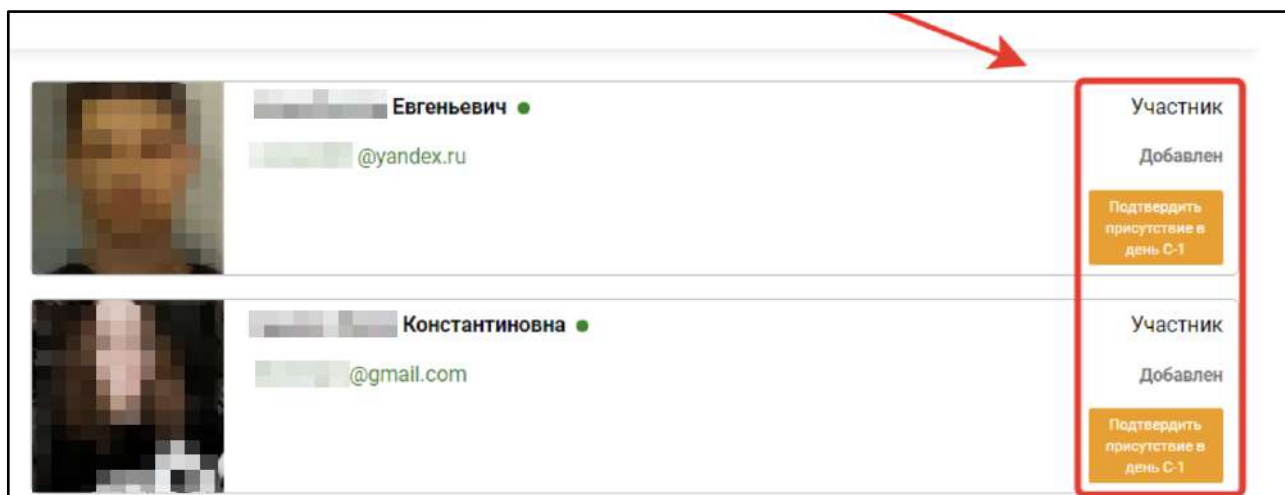 Евгеньевич
Участник
@yandex.ru
Добавлен
Подтвердить
присутствие в
день С-1
Константиновна
Участник
@gmail.com
Добавлен
Подтвердить
присутствие в
день С-1